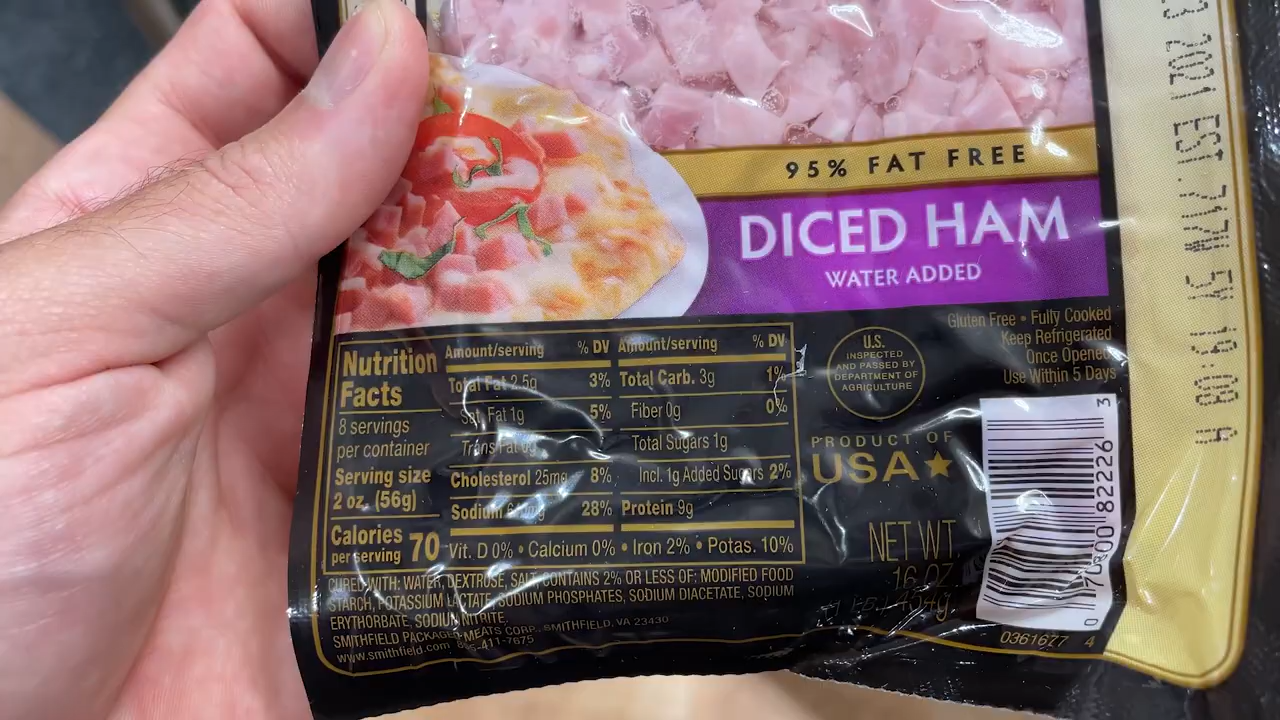 95% FAT FREE
DICED HAM
WATER ADDED
Gluten Free • Fully Cooked
Keep Refrigerated
Once Opened
Use Within 5 Days
U.S.
INSPECTED
AND PASSED BY
DEPARTMENT OF
AGRICULTURE
PRODUCT OF
USA
NET WT
16 OZ
(1 LB) 454g
Nutrition
Facts
8 servings
per container
Serving size
2 oz. (56g)
Calories
per serving 70
Amount/serving % DV Amount/serving % DV
Total Fat 2.5g 3% Total Carb. 3g 1%
Sat. Fat 1g 5% Fiber 0g 0%
Trans Fat 0g Total Sugars 1g
Cholesterol 25mg 8% Incl. 1g Added Sugars 2%
Sodium 28% Protein 9g
Vit. D 0% • Calcium 0% • Iron 2% • Potas. 10%
CURED WITH: WATER, DEXTROSE, SALT, CONTAINS 2% OR LESS OF: MODIFIED FOOD
STARCH, POTASSIUM LACTATE, SODIUM PHOSPHATES, SODIUM DIACETATE, SODIUM
ERYTHORBATE, SODIUM NITRITE.
SMITHFIELD PACKAGED MEATS CORP., SMITHFIELD, VA 23430
www.smithfield.com 855-411-7675
0 70800 82226 3
0361677 4